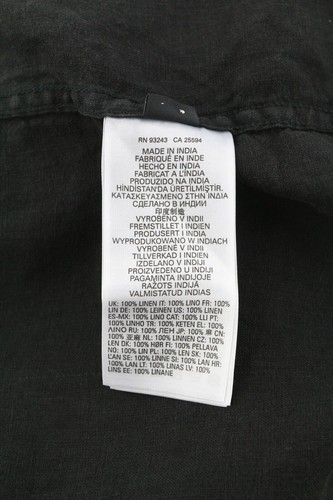 RN 93243 CA 25594
MADE IN INDIA
FABRIQUÉ EN INDE
HECHO EN INDIA
FABRICAT A L'ÍNDIA
PRODUZIDO NA INDIA
HİNDİSTAN'DA ÜRETİLMİŞTİR.
ΚΑΤΑΣΚΕΥΑΣΜΕΝΟ ΣΤΗΝ ΙΝΔΙΑ
СДЕЛАНО В ИНДИИ
印度制造
VYROBENO V INDII
FREMSTILLET I INDIEN
PRODUSERT I INDIA
WYPRODUKOWANO W INDIACH
VYROBENÉ V INDII
TILLVERKAD I INDIEN
IZDELANO V INDIJI
PROIZVEDENO U INDIJI
PAGAMINTA INDIJOJE
RAŽOTS INDIJĀ
VALMISTATUD INDIAS
UK: 100% LINEN IT: 100% LINO FR: 100%
LIN DE: 100% LEINEN US: 100% LINEN
ES-MX: 100% LINO CAT: 100% LLI PT:
100% LINHO TR: 100% KETEN EL: 100%
ΛΙΝΟ RU: 100% ЛЕН JP: 100% 麻 CN:
100% 亚麻 NL: 100% LINNEN CZ: 100%
LEN DK: 100% HØR FI: 100% PELLAVA
NO: 100% LIN PL: 100% LEN SK: 100%
ĽAN SE: 100% LINNE SI: 100% LAN HR:
100% LAN LT: 100% LINAS LV: 100%
LINS EE: 100% LINANE